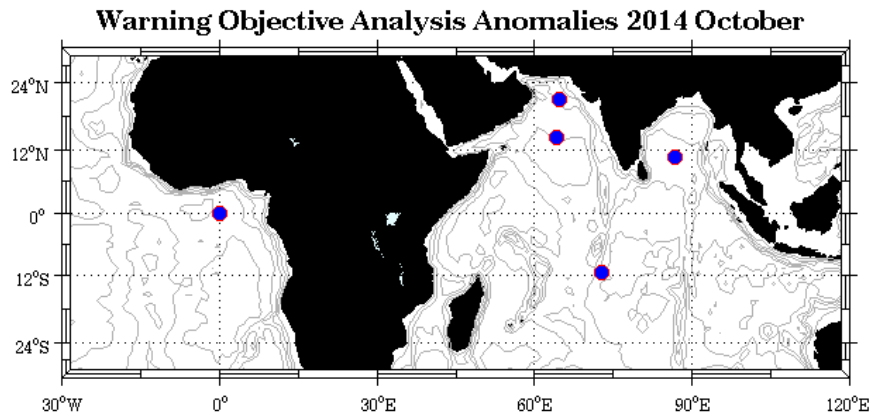 Warning Objective Analysis Anomalies 2014 October
24°N
12°N
0°
12°S
24°S
30°W 0° 30°E 60°E 90°E 120°E